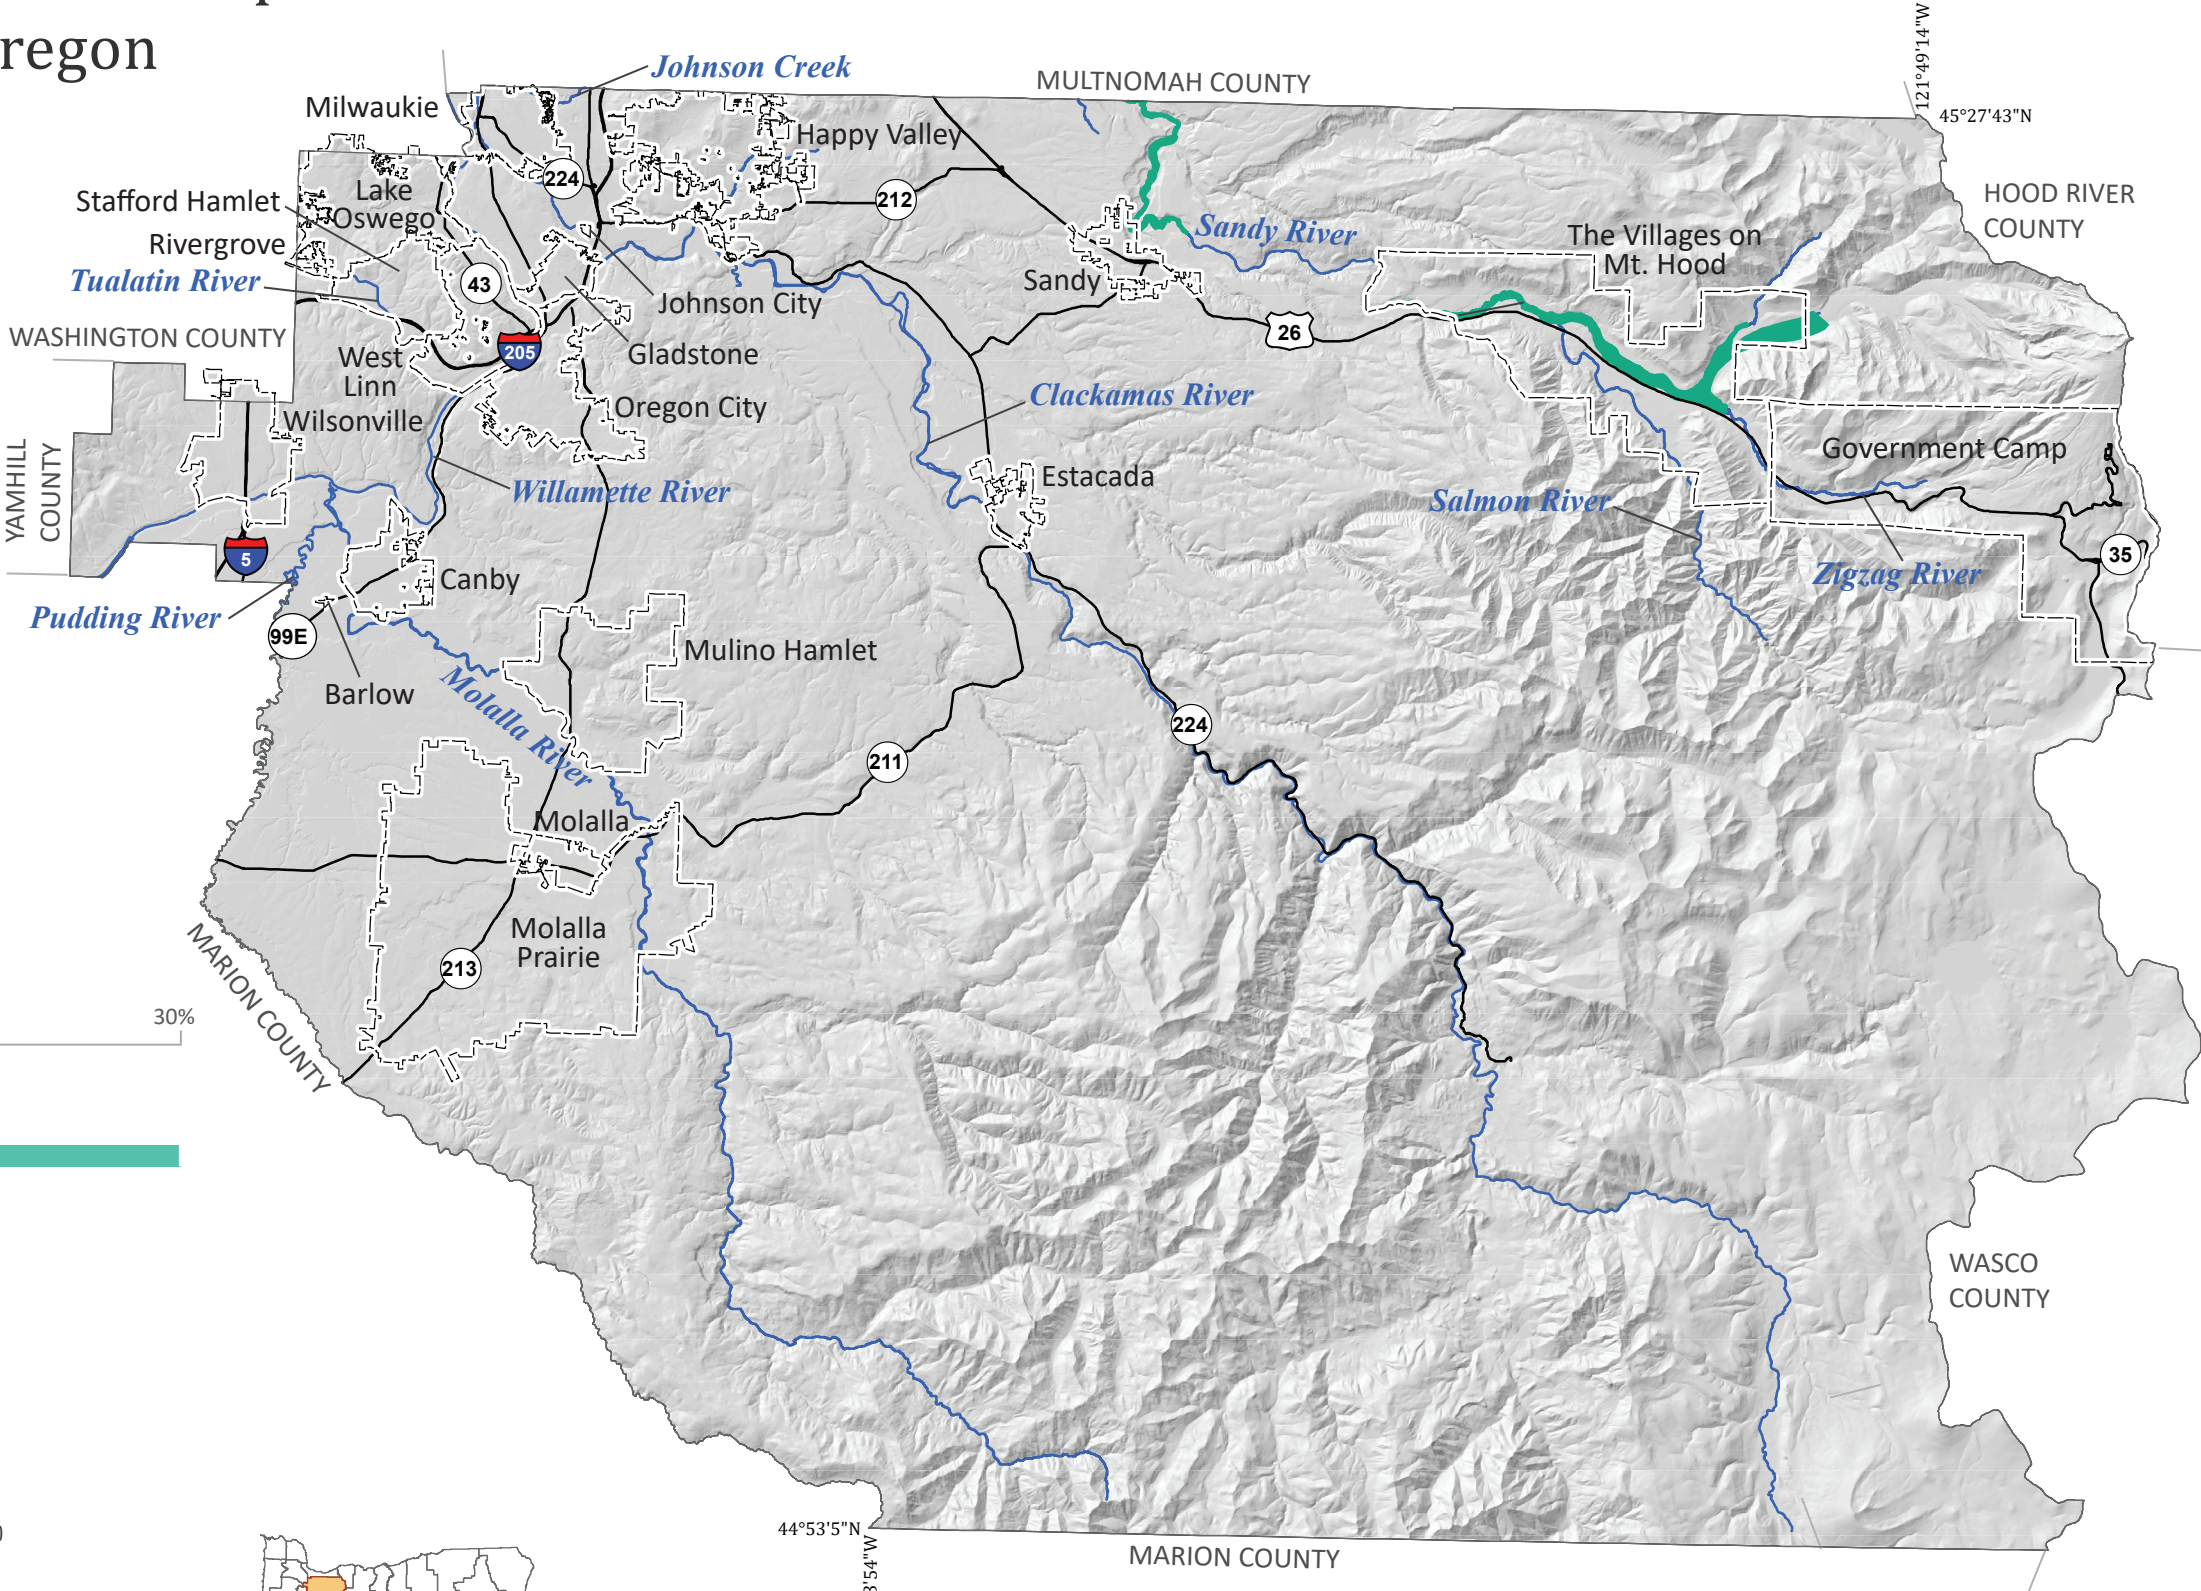 regon
Johnson Creek
MULTNOMAH COUNTY
121°49'14"W
45°27'43"N
Milwaukie
Happy Valley
HOOD RIVER
COUNTY
224
212
Stafford Hamlet
Lake
Oswego
Rivergrove
Tualatin River
Sandy River
The Villages on
Mt. Hood
43
Sandy
Johnson City
26
WASHINGTON COUNTY
205
West
Linn
Gladstone
Clackamas River
Wilsonville
Oregon City
Government Camp
YAMHILL
COUNTY
Willamette River
Estacada
Salmon River
5
35
Canby
Zigzag River
Pudding River
99E
Mulino Hamlet
Barlow
Molalla River
224
211
Molalla
Molalla
Prairie
213
MARION COUNTY
30%
WASCO
COUNTY
44°53'5"N
'54"W
MARION COUNTY